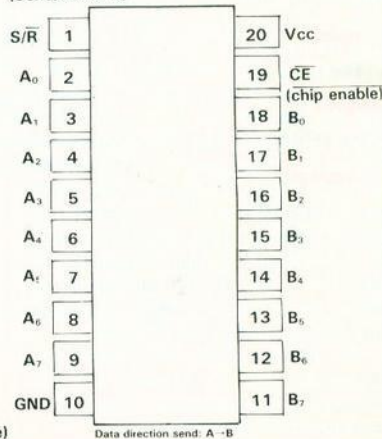 S/R̅ 1 20 Vcc
A₀ 2 19 C̅E̅
(chip enable)
A₁ 3 18 B₀
A₂ 4 17 B₁
A₃ 5 16 B₂
A₄ 6 15 B₃
A₅ 7 14 B₄
A₆ 8 13 B₅
A₇ 9 12 B₆
GND 10 11 B₇
Data direction send: A→B